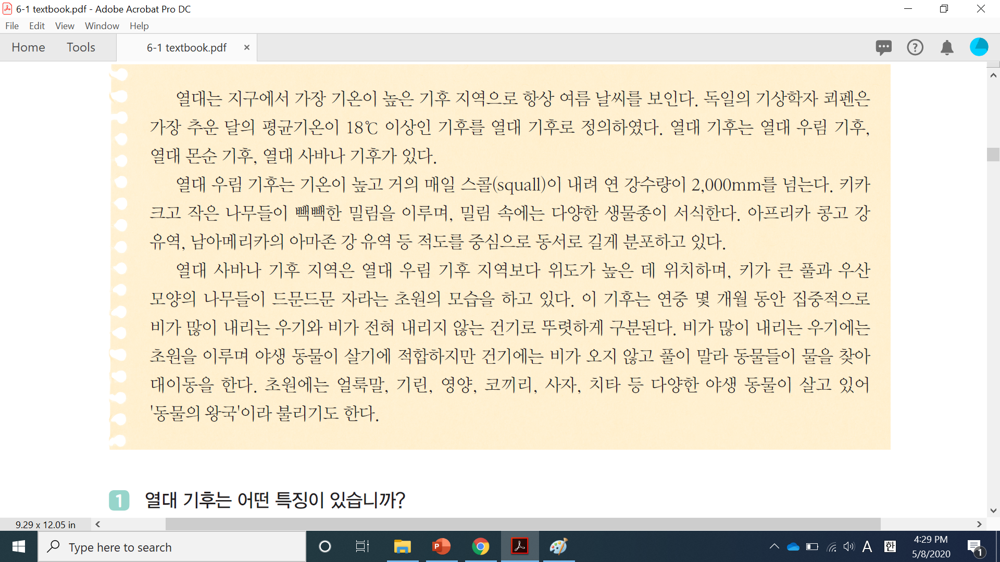 6-1 textbook.pdf - Adobe Acrobat Pro DC
File Edit View Window Help
Home Tools 6-1 textbook.pdf ×
열대는 지구에서 가장 기온이 높은 기후 지역으로 항상 여름 날씨를 보인다. 독일의 기상학자 쾨펜은
가장 추운 달의 평균기온이 18℃ 이상인 기후를 열대 기후로 정의하였다. 열대 기후는 열대 우림 기후,
열대 몬순 기후, 열대 사바나 기후가 있다.
열대 우림 기후는 기온이 높고 거의 매일 스콜(squall)이 내려 연 강수량이 2,000mm를 넘는다. 키카
크고 작은 나무들이 빽빽한 밀림을 이루며, 밀림 속에는 다양한 생물종이 서식한다. 아프리카 콩고 강
유역, 남아메리카의 아마존 강 유역 등 적도를 중심으로 동서로 길게 분포하고 있다.
열대 사바나 기후 지역은 열대 우림 기후 지역보다 위도가 높은 데 위치하며, 키가 큰 풀과 우산
모양의 나무들이 드문드문 자라는 초원의 모습을 하고 있다. 이 기후는 연중 몇 개월 동안 집중적으로
비가 많이 내리는 우기와 비가 전혀 내리지 않는 건기로 뚜렷하게 구분된다. 비가 많이 내리는 우기에는
초원을 이루며 야생 동물이 살기에 적합하지만 건기에는 비가 오지 않고 풀이 말라 동물들이 물을 찾아
대이동을 한다. 초원에는 얼룩말, 기린, 영양, 코끼리, 사자, 치타 등 다양한 야생 동물이 살고 있어
'동물의 왕국'이라 불리기도 한다.
1 열대 기후는 어떤 특징이 있습니까?
9.29 x 12.05 in
Type here to search
A 한 4:29 PM
5/8/2020
1